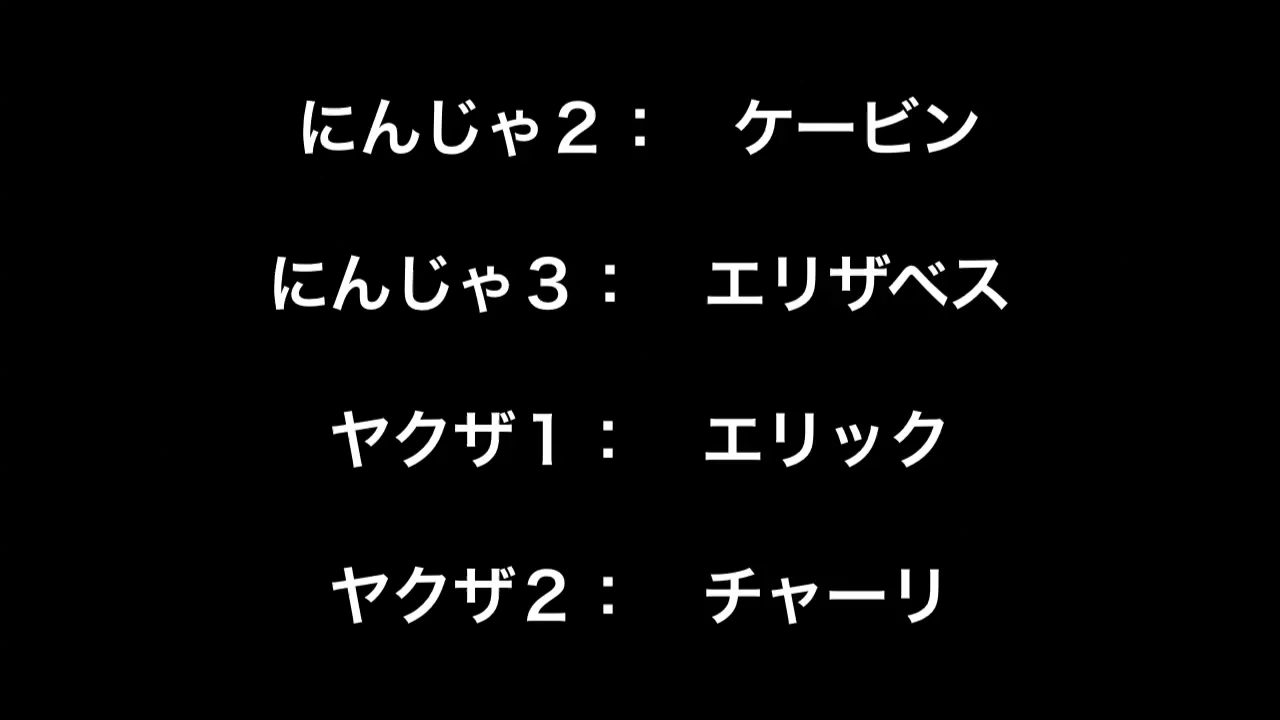 にんじゃ２：　ケービン
にんじゃ３：　エリザベス
ヤクザ１：　エリック
ヤクザ２：　チャーリ